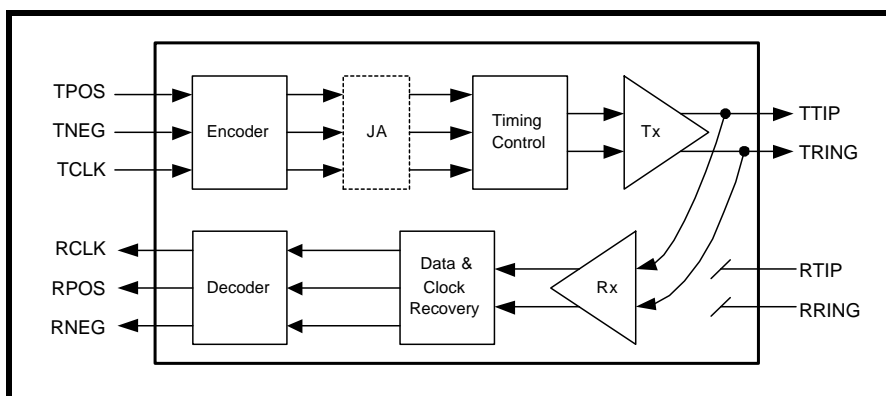 TPOS
TNEG
TCLK
Encoder
JA
Timing
Control
Tx
TTIP
TRING
RCLK
RPOS
RNEG
Decoder
Data &
Clock
Recovery
Rx
RTIP
RRING